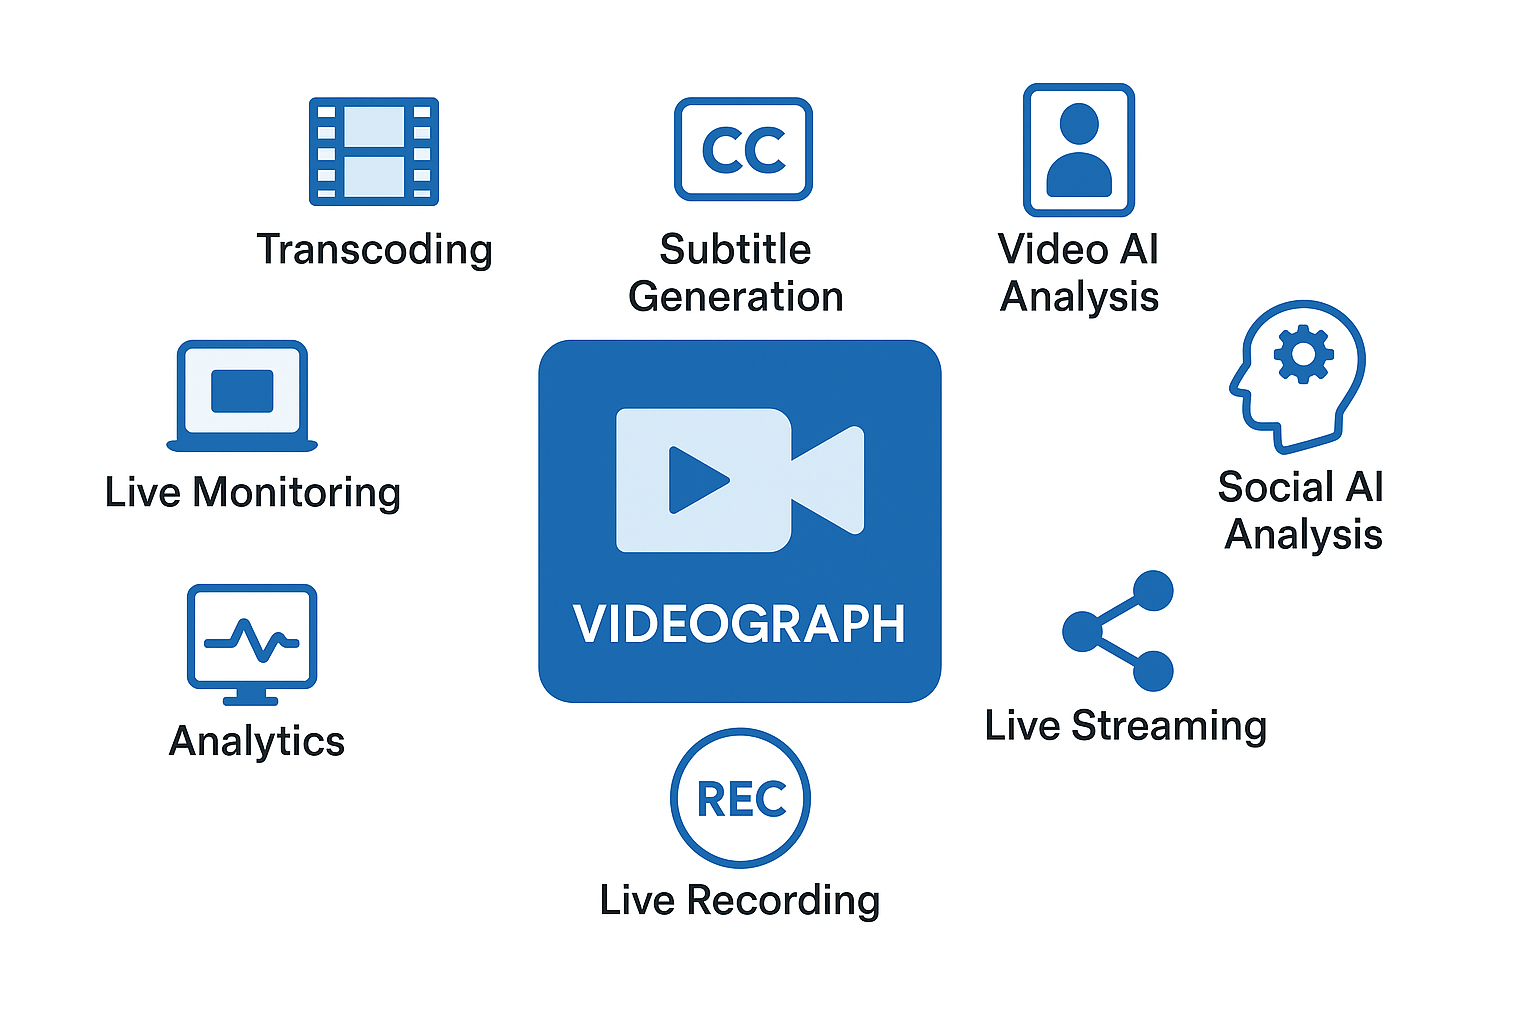 CC
Transcoding
Subtitle
Generation
Video AI
Analysis
Live Monitoring
Social AI
Analysis
VIDEOGRAPH
Analytics
Live Streaming
REC
Live Recording